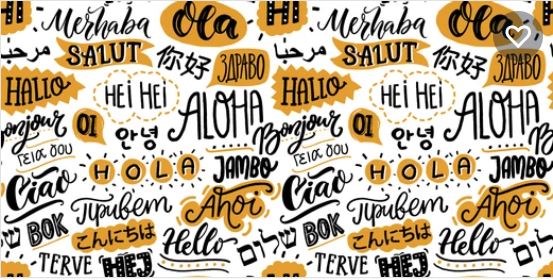 Merhaba
Ola
مرحبا
SALUT
你好
ЗДРАВО
HALLO
HEI HEI
ALOHA
Bonjour
OI
안녕
Γεια σου
HOLA
JAMBO
Ciao
Привет
Ahoi
BOK
こんにちは
Hello
שלום
TERVE
HEJ
Merhaba
Ola
مرحبا
SALUT
你好
ЗДРАВО
HALLO
HEI HEI
ALOHA
Bonjour
OI
안녕
Γεια σου
HOLA
JAMBO
Ciao
Привет
Ahoi
BOK
こんにちは
Hello
שלום
TERVE
HEJ